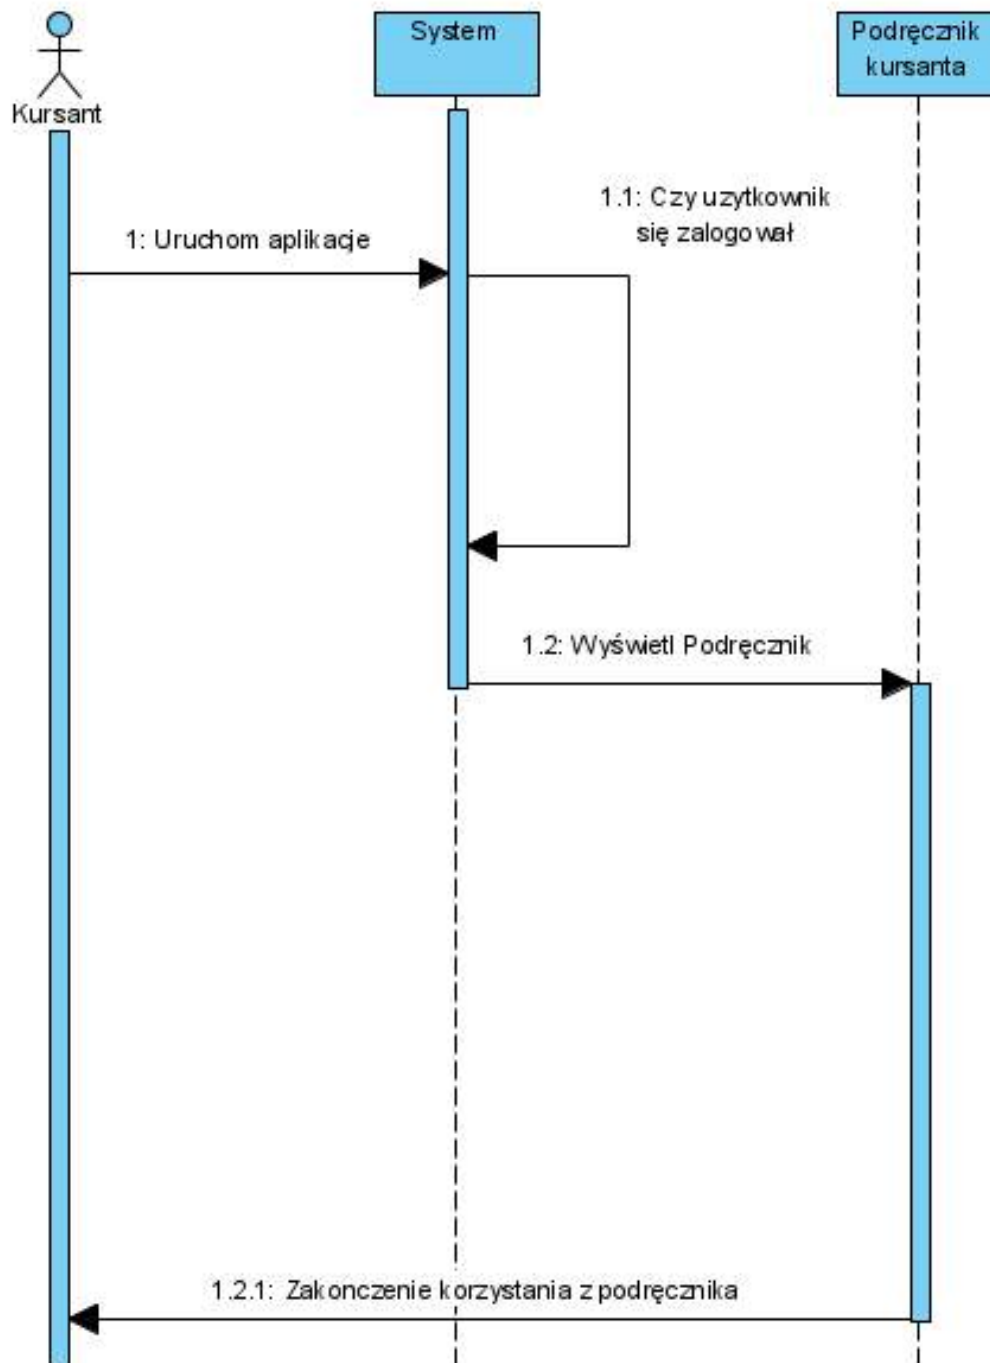 System
Podręcznik
kursanta
Kursant
1.1: Czy uzytkownik
się zalogował
1: Uruchom aplikacje
1.2: Wyświetl Podręcznik
1.2.1: Zakonczenie korzystania z podręcznika